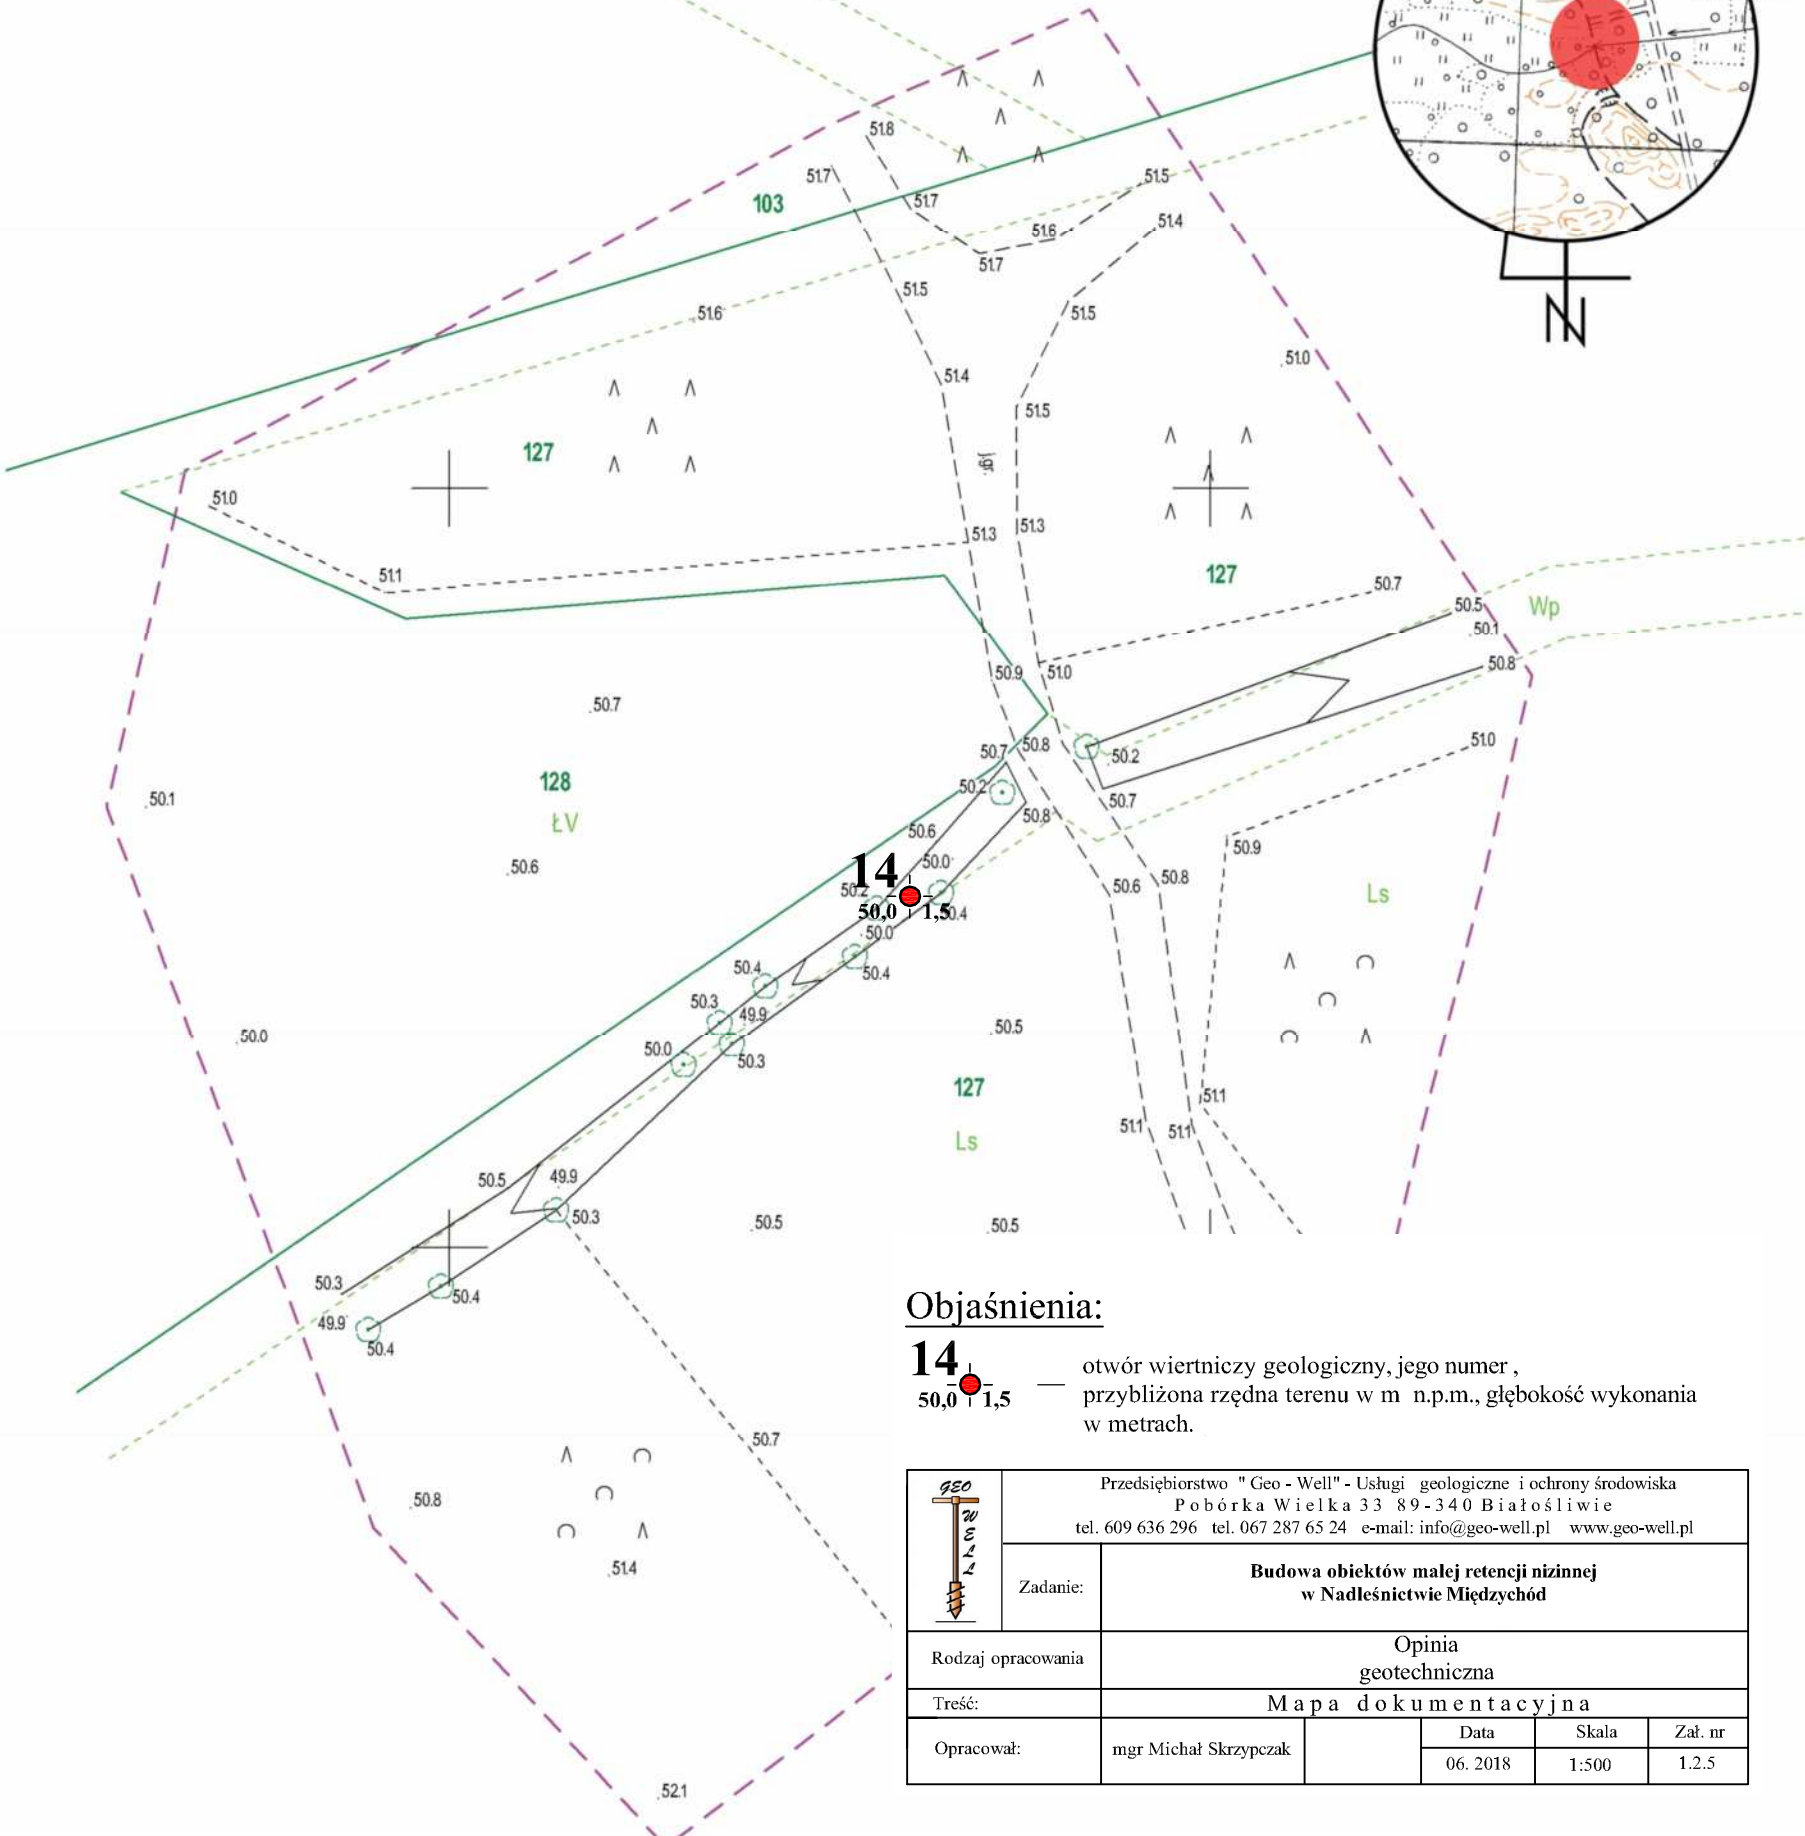 51.8
51.7
51.5
103
51.7
51.4
51.6
51.7
51.5
51.6
51.5
51.0
N
51.4
51.5
127
jgr.
51.0
51.3
51.3
51.1
127
50.7
50.5
Wp
50.1
50.8
50.9
51.0
50.7
51.0
50.7
50.8
50.2
128
50.2
50.1
50.7
50.8
ŁV
50.6
50.9
50.0
50.6
14
50.6
50.8
50.2
Ls
50,0
1,5
50.4
50.0
50.4
50.4
50.3
49.9
50.5
50.0
50.0
50.3
127
51.1
51.1
51.1
Ls
49.9
50.5
50.3
50.5
50.5
50.3
50.4
49.9
50.4
Objaśnienia:
14
50,0
1,5
— otwór wiertniczy geologiczny, jego numer ,
przybliżona rzędna terenu w m n.p.m., głębokość wykonania
w metrach.
50.7
50.8
51.4
52.1
GEO
WELL
Przedsiębiorstwo " Geo - Well" - Usługi geologiczne i ochrony środowiska
Pobórka Wielka 33 89-340 Białośliwie
tel. 609 636 296 tel. 067 287 65 24 e-mail: info@geo-well.pl www.geo-well.pl
Zadanie:
Budowa obiektów małej retencji nizinnej
w Nadleśnictwie Międzychód
Rodzaj opracowania
Opinia
geotechniczna
Treść:
Mapa dokumentacyjna
Opracował:
mgr Michał Skrzypczak
Data
Skala
Zał. nr
06. 2018
1:500
1.2.5